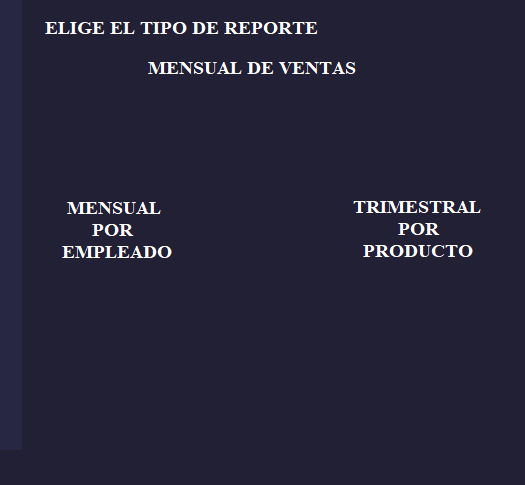 ELIGE EL TIPO DE REPORTE
MENSUAL DE VENTAS
MENSUAL
POR
EMPLEADO
TRIMESTRAL
POR
PRODUCTO